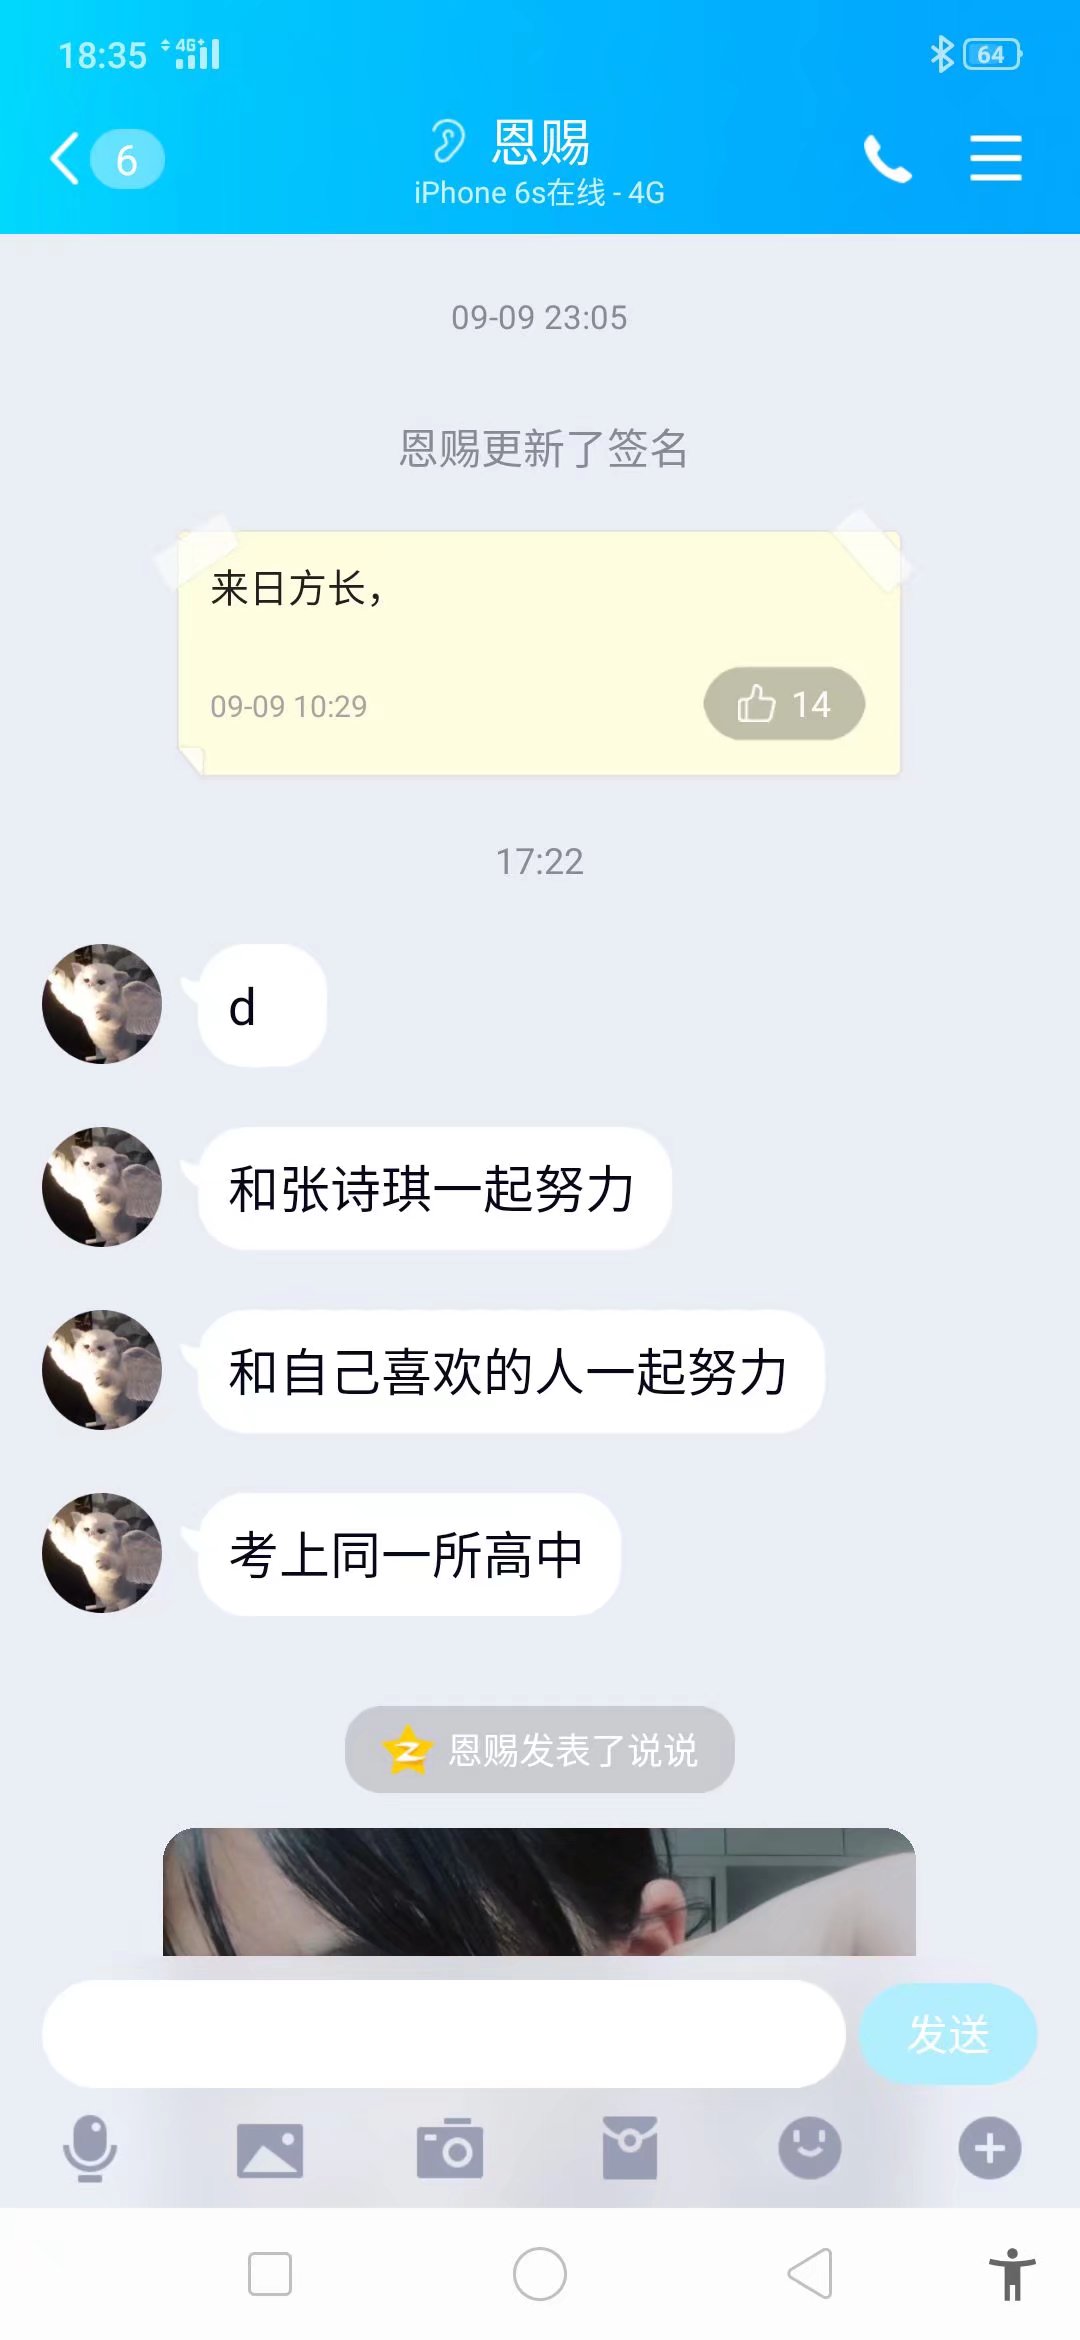 18:35 4G+ 64
6 恩赐
iPhone 6s在线 - 4G
09-09 23:05
恩赐更新了签名
来日方长，
09-09 10:29 14
17:22
d
和张诗琪一起努力
和自己喜欢的人一起努力
考上同一所高中
恩赐发表了说说
发送